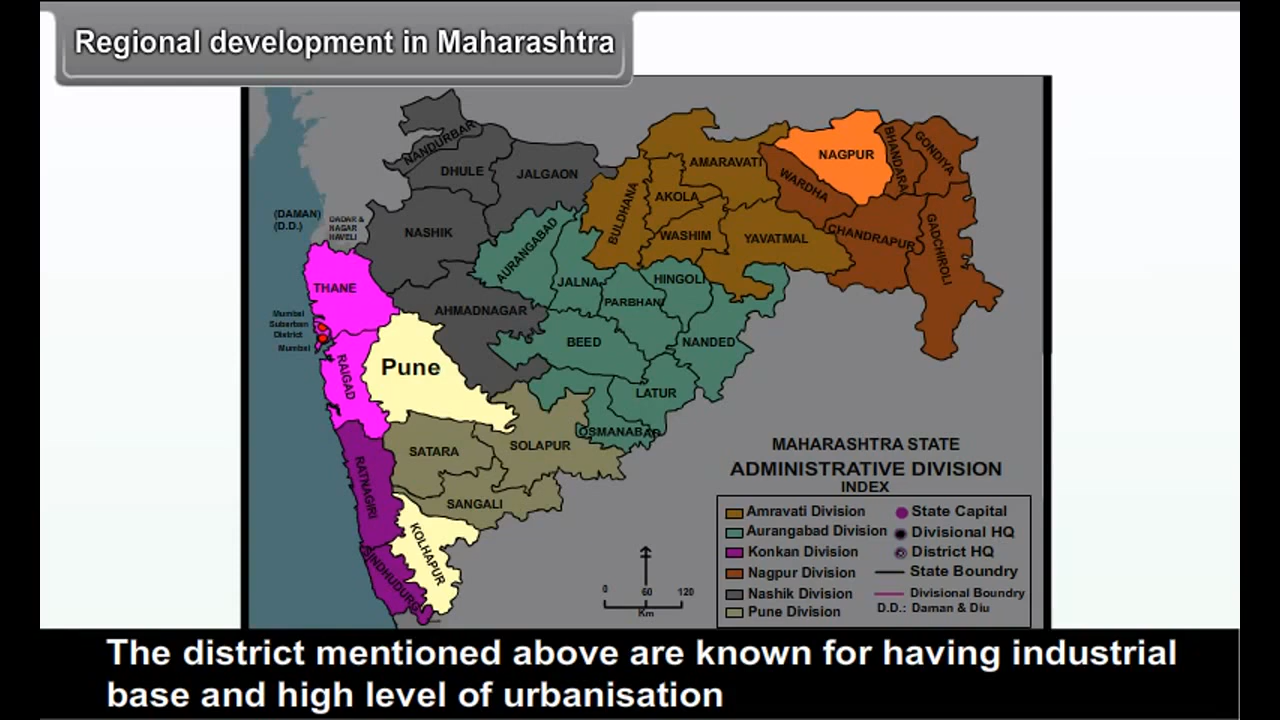 Regional development in Maharashtra
NANDURBAR
DHULE
JALGAON
AMARAVATI
NAGPUR
BHANDARA
GONDIYA
BULDHANA
AKOLA
WARDHA
(DAMAN)
(D.D.)
DADAR &
NAGAR
HAVELI
NASHIK
AURANGABAD
WASHIM
YAVATMAL
CHANDRAPUR
GADCHIROLI
THANE
JALNA
HINGOLI
PARBHANI
AHMADNAGAR
Mumbai
Suberban
District
Mumbai
BEED
NANDED
Pune
RAIGAD
LATUR
OSMANABAR
SATARA
SOLAPUR
RATNAGIRI
SANGALI
KOLHAPUR
SINDHUDURG
0 60 120
Km
MAHARASHTRA STATE
ADMINISTRATIVE DIVISION
INDEX
Amravati Division
Aurangabad Division
Konkan Division
Nagpur Division
Nashik Division
Pune Division
State Capital
Divisional HQ
District HQ
State Boundry
Divisional Boundry
D.D.: Daman & Diu
The district mentioned above are known for having industrial
base and high level of urbanisation